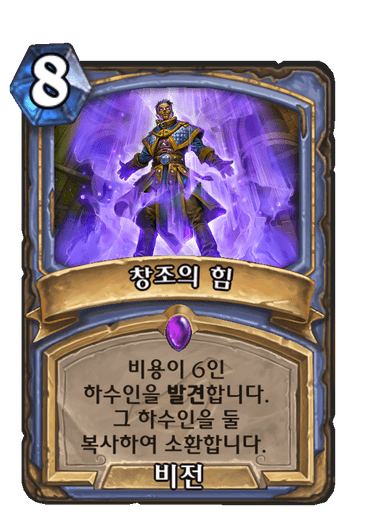 8
창조의 힘
비용이 6인
하수인을 발견합니다.
그 하수인을 둘
복사하여 소환합니다.
비전